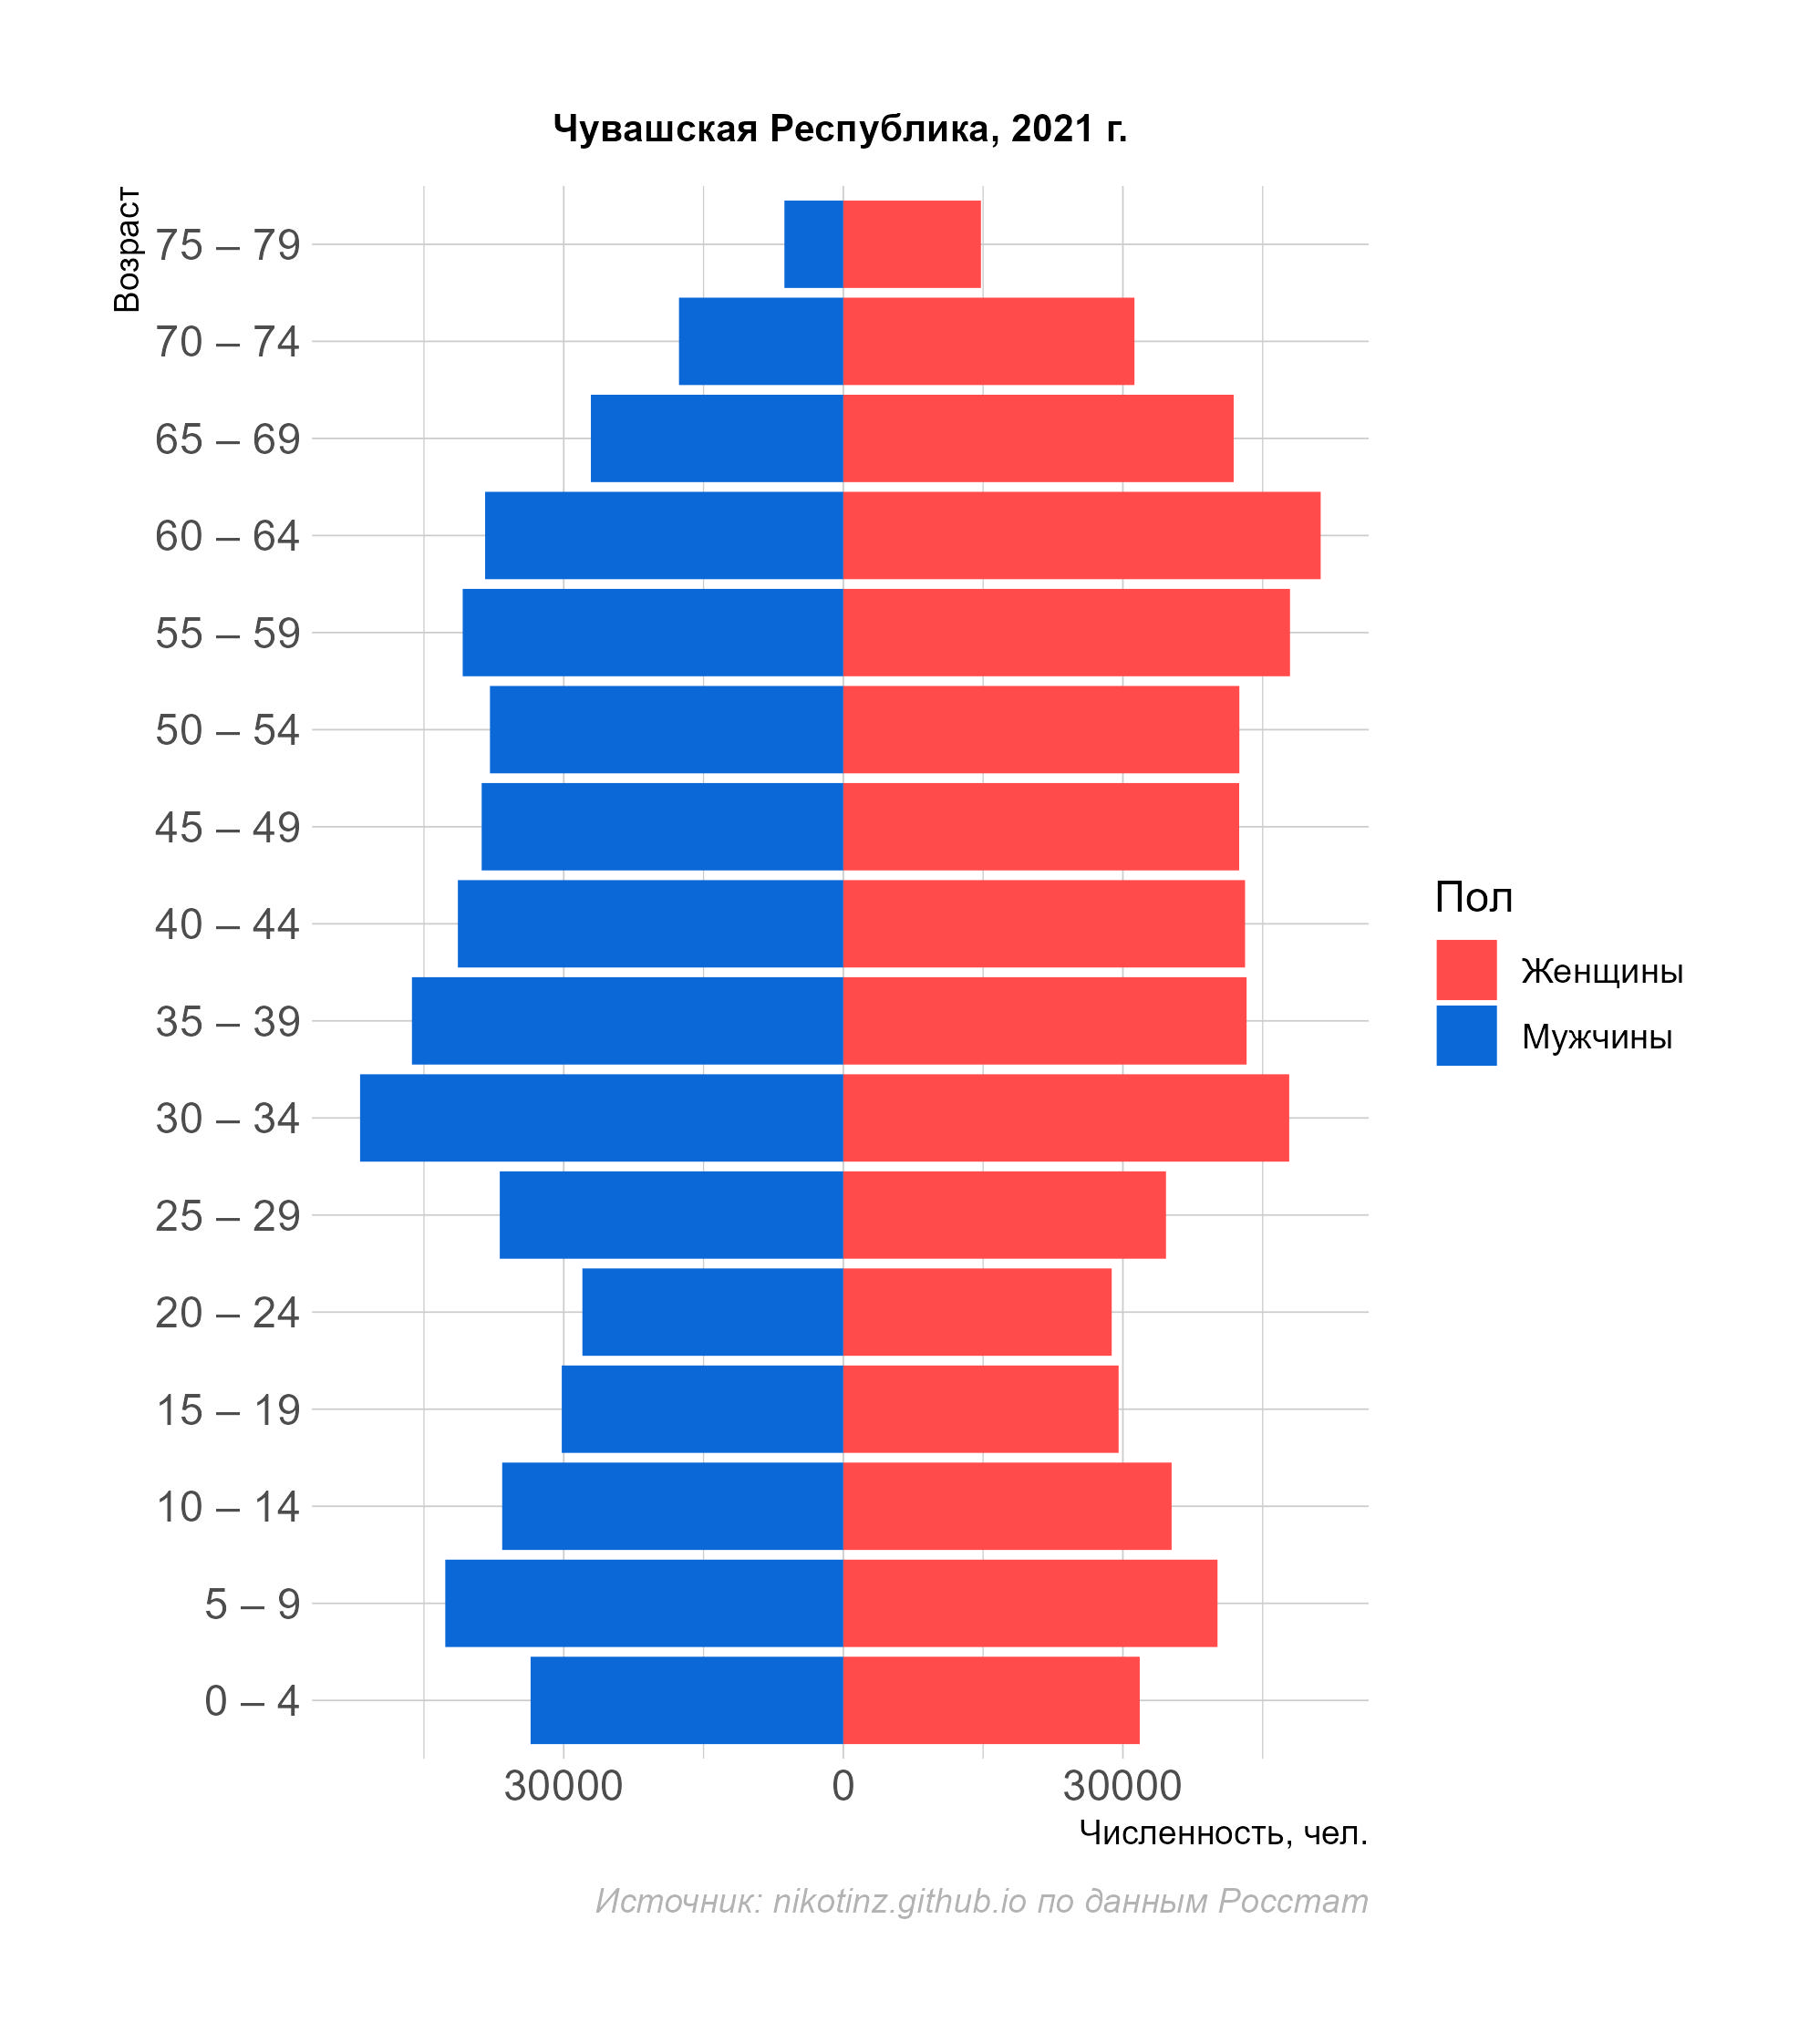 Чувашская Республика, 2021 г.
Возраст
75 – 79
70 – 74
65 – 69
60 – 64
55 – 59
50 – 54
45 – 49
40 – 44
35 – 39
30 – 34
25 – 29
20 – 24
15 – 19
10 – 14
5 – 9
0 – 4
30000 0 30000
Численность, чел.
Пол
Женщины
Мужчины
Источник: nikotinz.github.io по данным Росстат